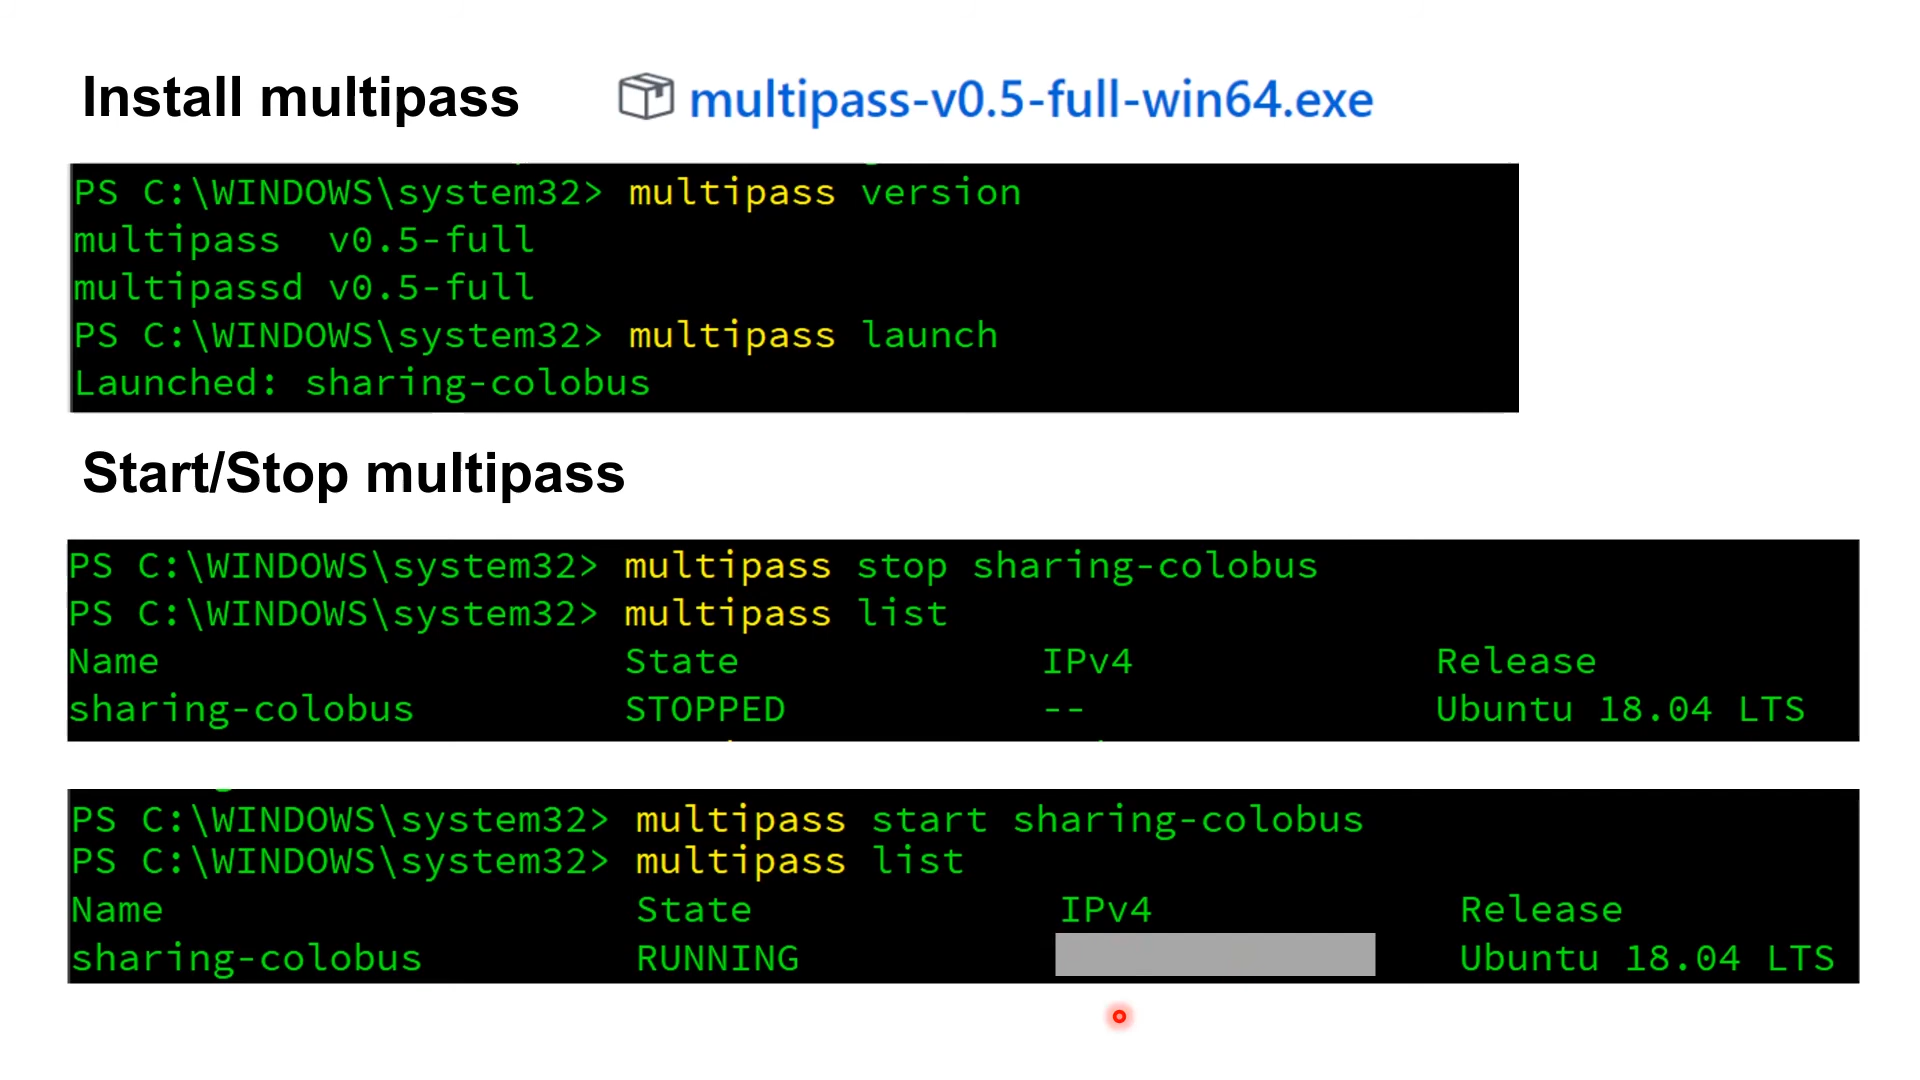 Install multipass
multipass-v0.5-full-win64.exe
PS C:\WINDOWS\system32> multipass version
multipass  v0.5-full
multipassd v0.5-full
PS C:\WINDOWS\system32> multipass launch
Launched: sharing-colobus
Start/Stop multipass
PS C:\WINDOWS\system32> multipass stop sharing-colobus
PS C:\WINDOWS\system32> multipass list
Name State IPv4 Release
sharing-colobus STOPPED -- Ubuntu 18.04 LTS
PS C:\WINDOWS\system32> multipass start sharing-colobus
PS C:\WINDOWS\system32> multipass list
Name State IPv4 Release
sharing-colobus RUNNING Ubuntu 18.04 LTS